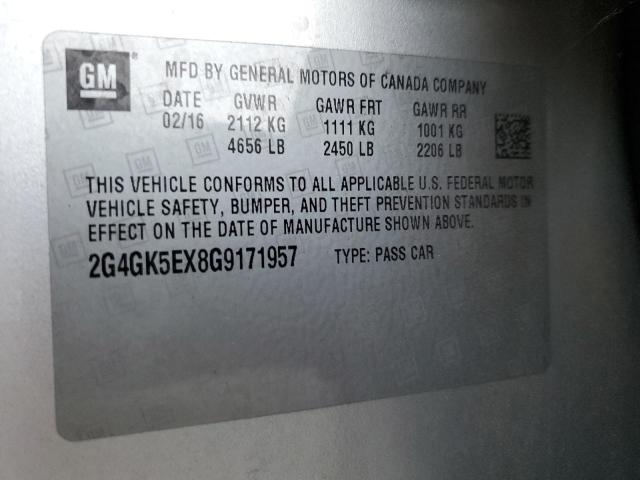 GM
MFD BY GENERAL MOTORS OF CANADA COMPANY
DATE GVWR GAWR FRT GAWR RR
02/16 2112 KG 1111 KG 1001 KG
4656 LB 2450 LB 2206 LB
THIS VEHICLE CONFORMS TO ALL APPLICABLE U.S. FEDERAL MOTOR
VEHICLE SAFETY, BUMPER, AND THEFT PREVENTION STANDARDS IN
EFFECT ON THE DATE OF MANUFACTURE SHOWN ABOVE.
2G4GK5EX8G9171957 TYPE: PASS CAR